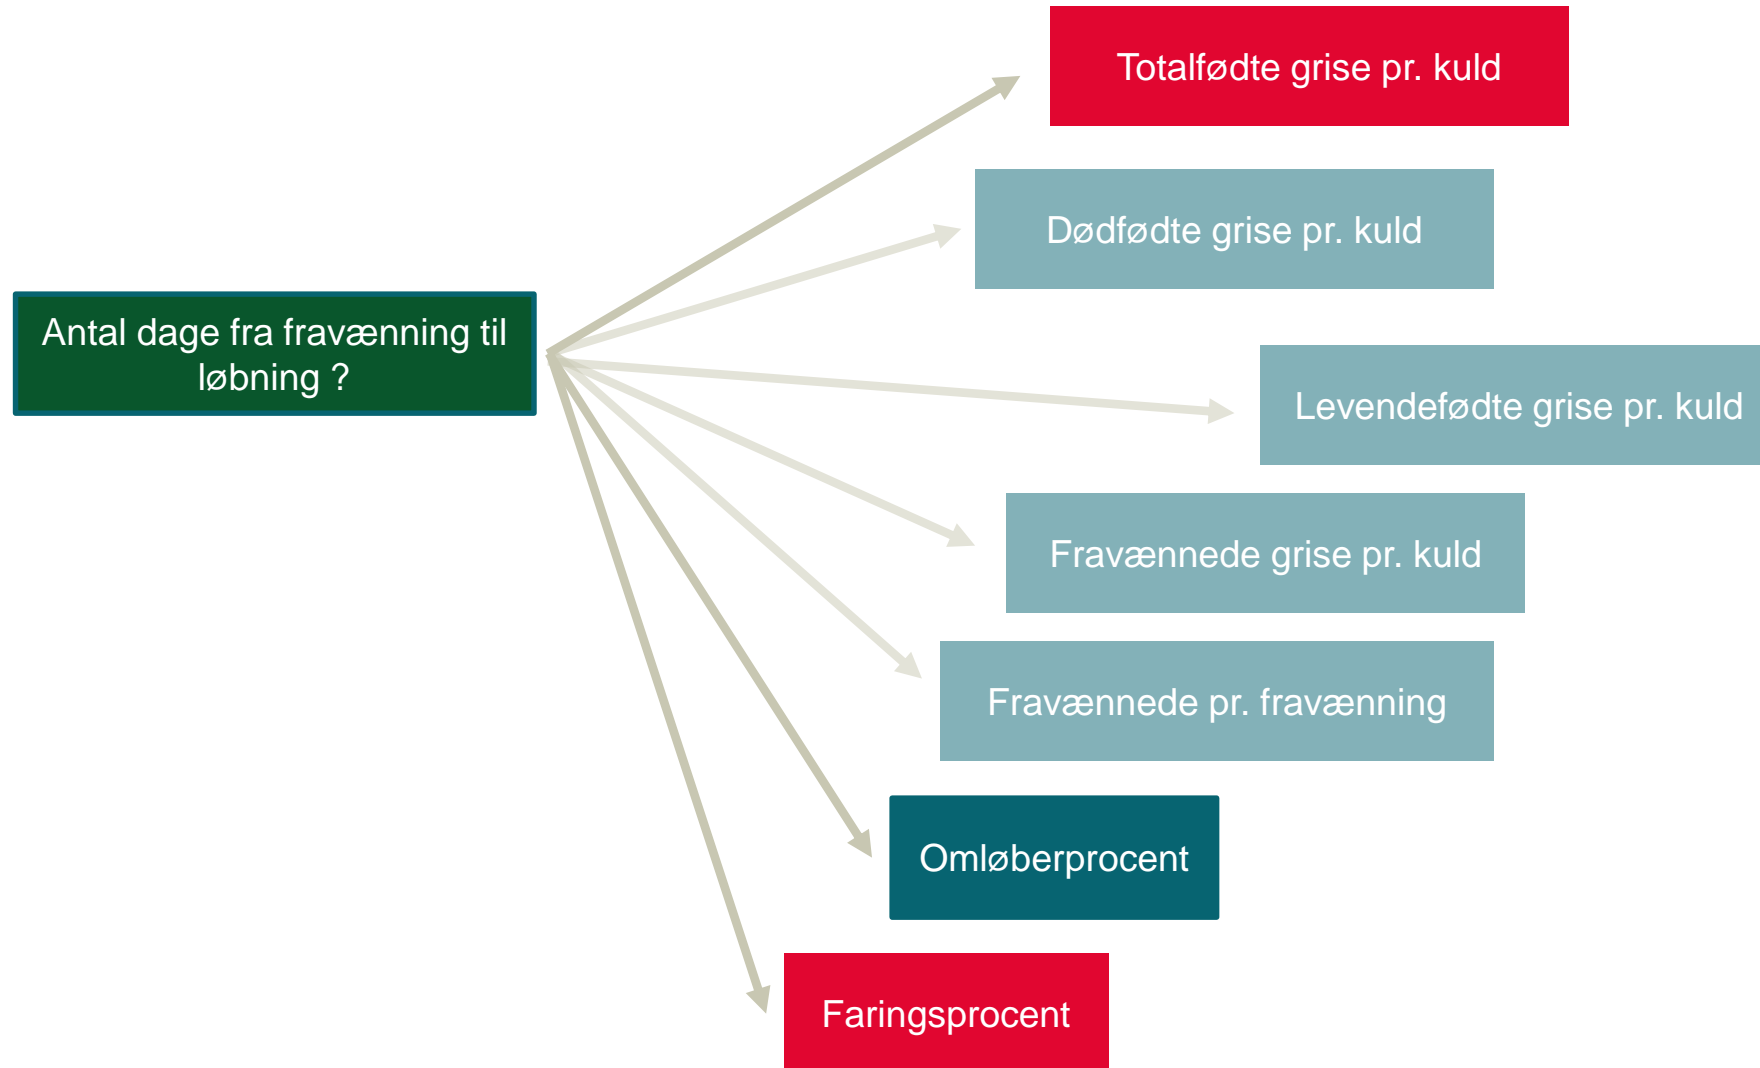 Totalfødte grise pr. kuld
Dødfødte grise pr. kuld
Antal dage fra fravænning til
løbning ?
Levendefødte grise pr. kuld
Fravænnede grise pr. kuld
Fravænnede pr. fravænning
Omløberprocent
Faringsprocent